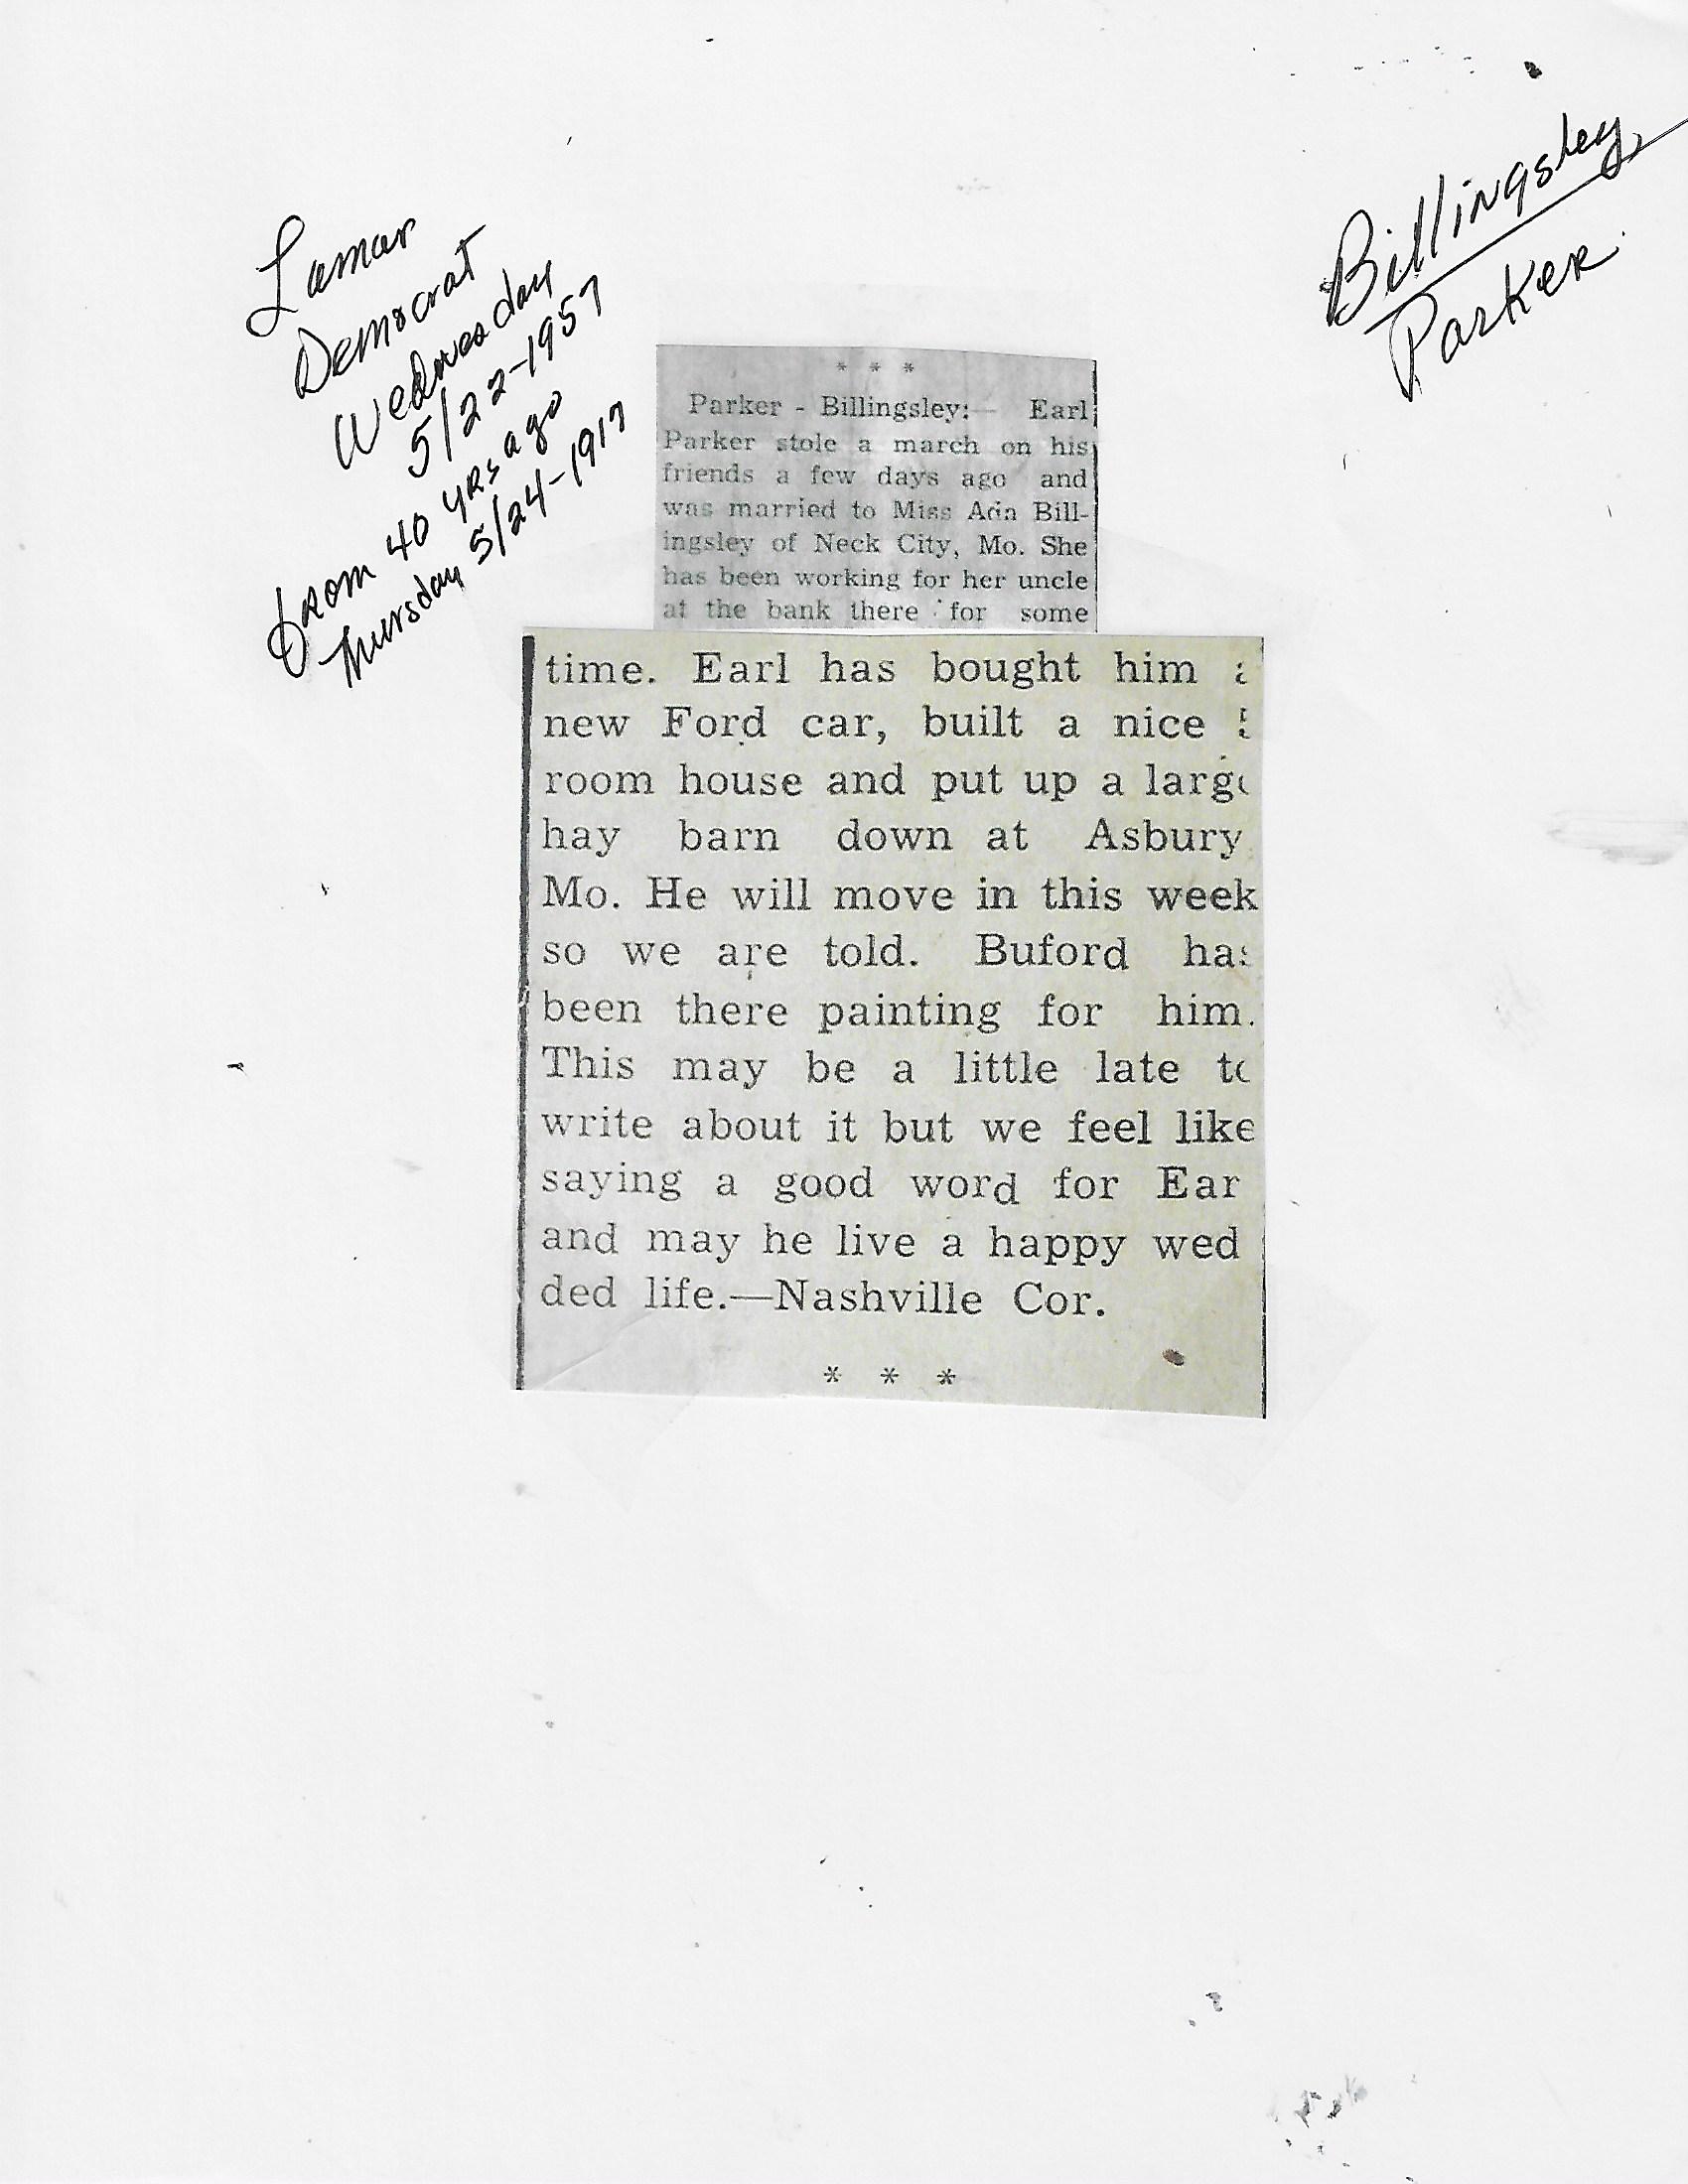 Lamar
Democrat
Wednesday
5/22-1957
from 40 yrs ago
Thursday 5/24-1917
Billingsley,
Parker
* * *
Parker - Billingsley:— Earl
Parker stole a march on his
friends a few days ago and
was married to Miss Ada Bill-
ingsley of Neck City, Mo. She
has been working for her uncle
at the bank there for some
time. Earl has bought him
new Ford car, built a nice
room house and put up a large
hay barn down at Asbury
Mo. He will move in this week
so we are told. Buford has
been there painting for him.
This may be a little late to
write about it but we feel like
saying a good word for Ear
and may he live a happy wed
ded life.—Nashville Cor.
* * *